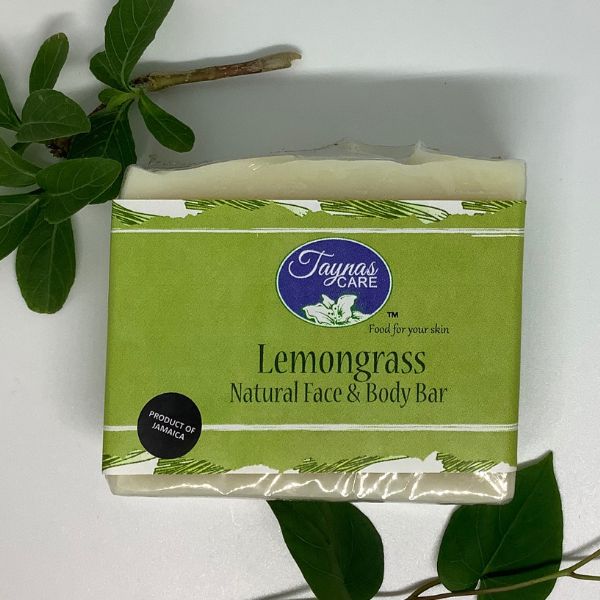 Taynas
CARE
™
Food for your skin
Lemongrass
Natural Face & Body Bar
PRODUCT OF
JAMAICA